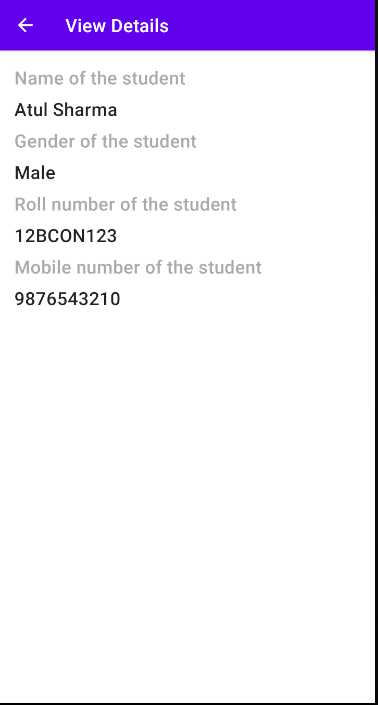 View Details
Name of the student
Atul Sharma
Gender of the student
Male
Roll number of the student
12BCON123
Mobile number of the student
9876543210